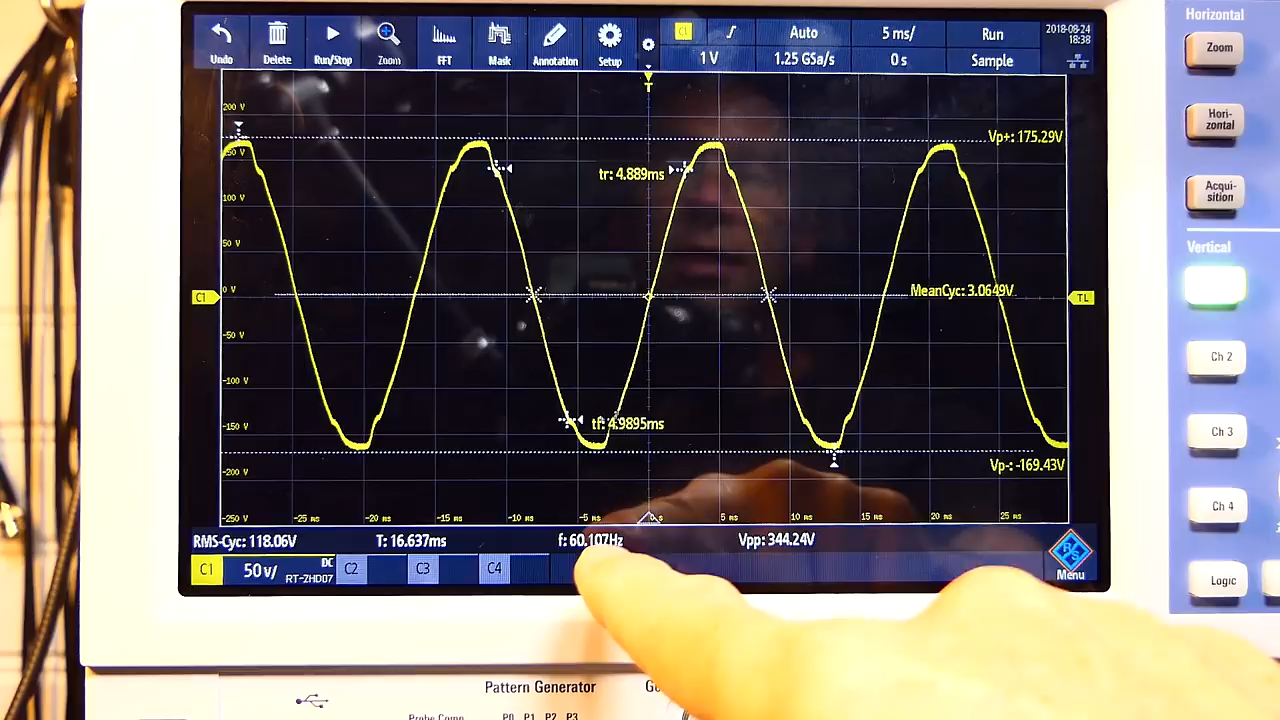 Undo Delete Run/Stop Zoom FFT Mask Annotation Setup
C1 Auto 5 ms/ Run 2018-08-24
18:38
1 V 1.25 GSa/s 0 s Sample
T
200 V
Vp+: 175.29V
tr: 4.889ms
100 V
50 V
0 V
MeanCyc: 3.0649V
C1
TL
-50 V
-100 V
-150 V
tf: 4.9895ms
-200 V
Vp-: -169.43V
-250 V -25 ms -20 ms -15 ms -10 ms -5 ms 5 ms 10 ms 15 ms 20 ms 25 ms
RMS-Cyc: 118.06V T: 16.637ms f: 60.107Hz Vpp: 344.24V
C1 50 V/ DC
RT-ZHD07
C2 C3 C4
Menu
Horizontal
Zoom
Hori-
zontal
Acqui-
sition
Vertical
Ch 2
Ch 3
Ch 4
Logic
Pattern Generator
Probe Comp. P0 P1 P2 P3